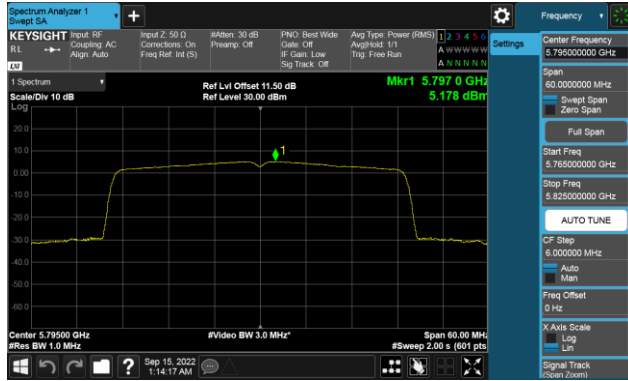 Spectrum Analyzer 1
Swept SA
Frequency
KEYSIGHT
RL
Input: RF
Coupling: AC
Align: Auto
Input Z: 50 Ω
Corrections: On
Freq Ref: Int (S)
#Atten: 30 dB
Preamp: Off
PNO: Best Wide
Gate: Off
IF Gain: Low
Sig Track: Off
Avg Type: Power (RMS)
Avg|Hold: 1/1
Trig: Free Run
1 2 3 4 5 6
A W W W W W
A N N N N N
LXI
Settings
1 Spectrum
Scale/Div 10 dB
Log
Ref Lvl Offset 11.50 dB
Ref Level 30.00 dBm
Mkr1 5.797 0 GHz
5.178 dBm
20.0
10.0
0.00
-10.0
-20.0
-30.0
-40.0
-50.0
-60.0
1
Center 5.79500 GHz
#Res BW 1.0 MHz
#Video BW 3.0 MHz*
Span 60.00 MHz
#Sweep 2.00 s (601 pts
Sep 15, 2022
1:14:17 AM
Center Frequency
5.795000000 GHz
Span
60.0000000 MHz
Swept Span
Zero Span
Full Span
Start Freq
5.765000000 GHz
Stop Freq
5.825000000 GHz
AUTO TUNE
CF Step
6.000000 MHz
Auto
Man
Freq Offset
0 Hz
X Axis Scale
Log
Lin
Signal Track
(Span Zoom)